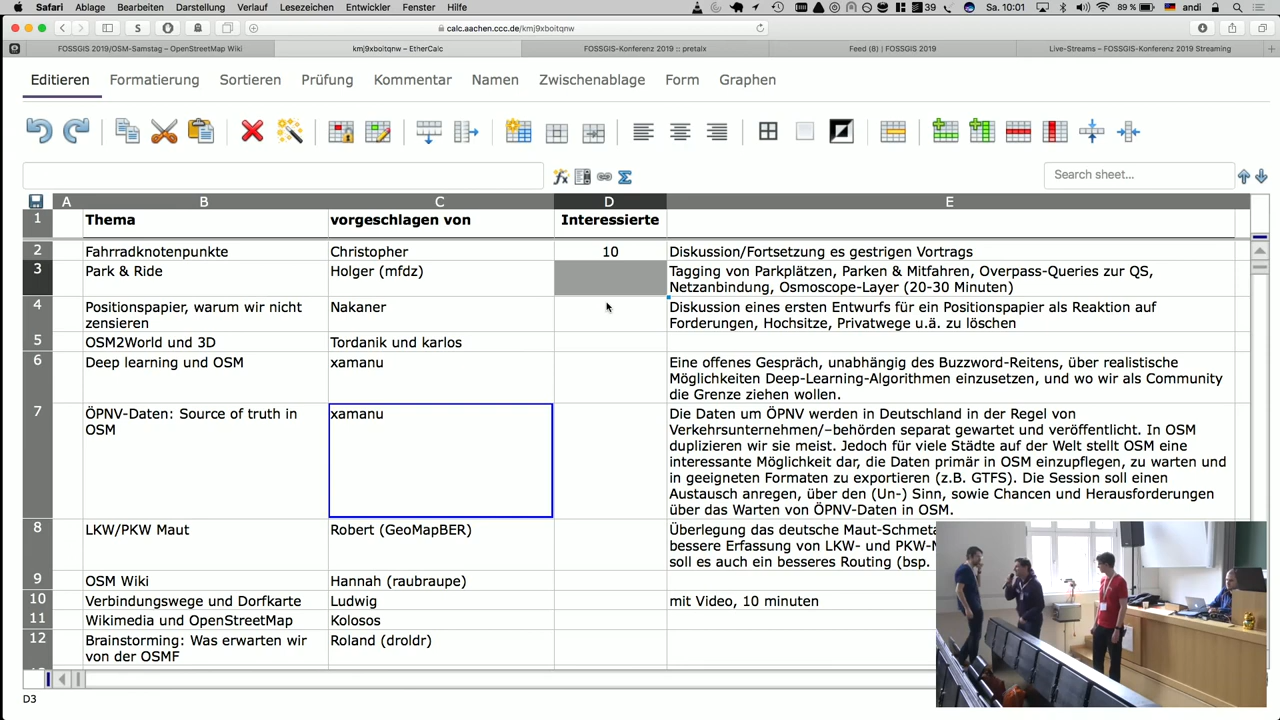 Safari Ablage Bearbeiten Darstellung Verlauf Lesezeichen Entwickler Fenster Hilfe 39 89 % Sa. 10:01 andi
calc.aachen.ccc.de/kmj9xboitqnw
FOSSGIS 2019/OSM-Samstag – OpenStreetMap Wiki kmj9xboitqnw – EtherCalc FOSSGIS-Konferenz 2019 :: pretalx Feed (8) | FOSSGIS 2019 Live-Streams – FOSSGIS-Konferenz 2019 Streaming
Editieren Formatierung Sortieren Prüfung Kommentar Namen Zwischenablage Form Graphen
Search sheet...
A B C D E
1 Thema vorgeschlagen von Interessierte
2 Fahrradknotenpunkte Christopher 10 Diskussion/Fortsetzung es gestrigen Vortrags
3 Park & Ride Holger (mfdz) Tagging von Parkplätzen, Parken & Mitfahren, Overpass-Queries zur QS,
Netzanbindung, Osmoscope-Layer (20-30 Minuten)
4 Positionspapier, warum wir nicht Nakaner Diskussion eines ersten Entwurfs für ein Positionspapier als Reaktion auf
zensieren Forderungen, Hochsitze, Privatwege u.ä. zu löschen
5 OSM2World und 3D Tordanik und karlos
6 Deep learning und OSM xamanu Eine offenes Gespräch, unabhängig des Buzzword-Reitens, über realistische
Möglichkeiten Deep-Learning-Algorithmen einzusetzen, und wo wir als Community
die Grenze ziehen wollen.
7 ÖPNV-Daten: Source of truth in xamanu Die Daten um ÖPNV werden in Deutschland in der Regel von
OSM Verkehrsunternehmen/–behörden separat gewartet und veröffentlicht. In OSM
duplizieren wir sie meist. Jedoch für viele Städte auf der Welt stellt OSM eine
interessante Möglichkeit dar, die Daten primär in OSM einzupflegen, zu warten und
in geeigneten Formaten zu exportieren (z.B. GTFS). Die Session soll einen
Austausch anregen, über den (Un-) Sinn, sowie Chancen und Herausforderungen
über das Warten von ÖPNV-Daten in OSM.
8 LKW/PKW Maut Robert (GeoMapBER) Überlegung das deutsche Maut-Schmeta
bessere Erfassung von LKW- und PKW-M
soll es auch ein besseres Routing (bsp.
9 OSM Wiki Hannah (raubraupe)
10 Verbindungswege und Dorfkarte Ludwig mit Video, 10 minuten
11 Wikimedia und OpenStreetMap Kolosos
12 Brainstorming: Was erwarten wir Roland (droldr)
von der OSMF
D3